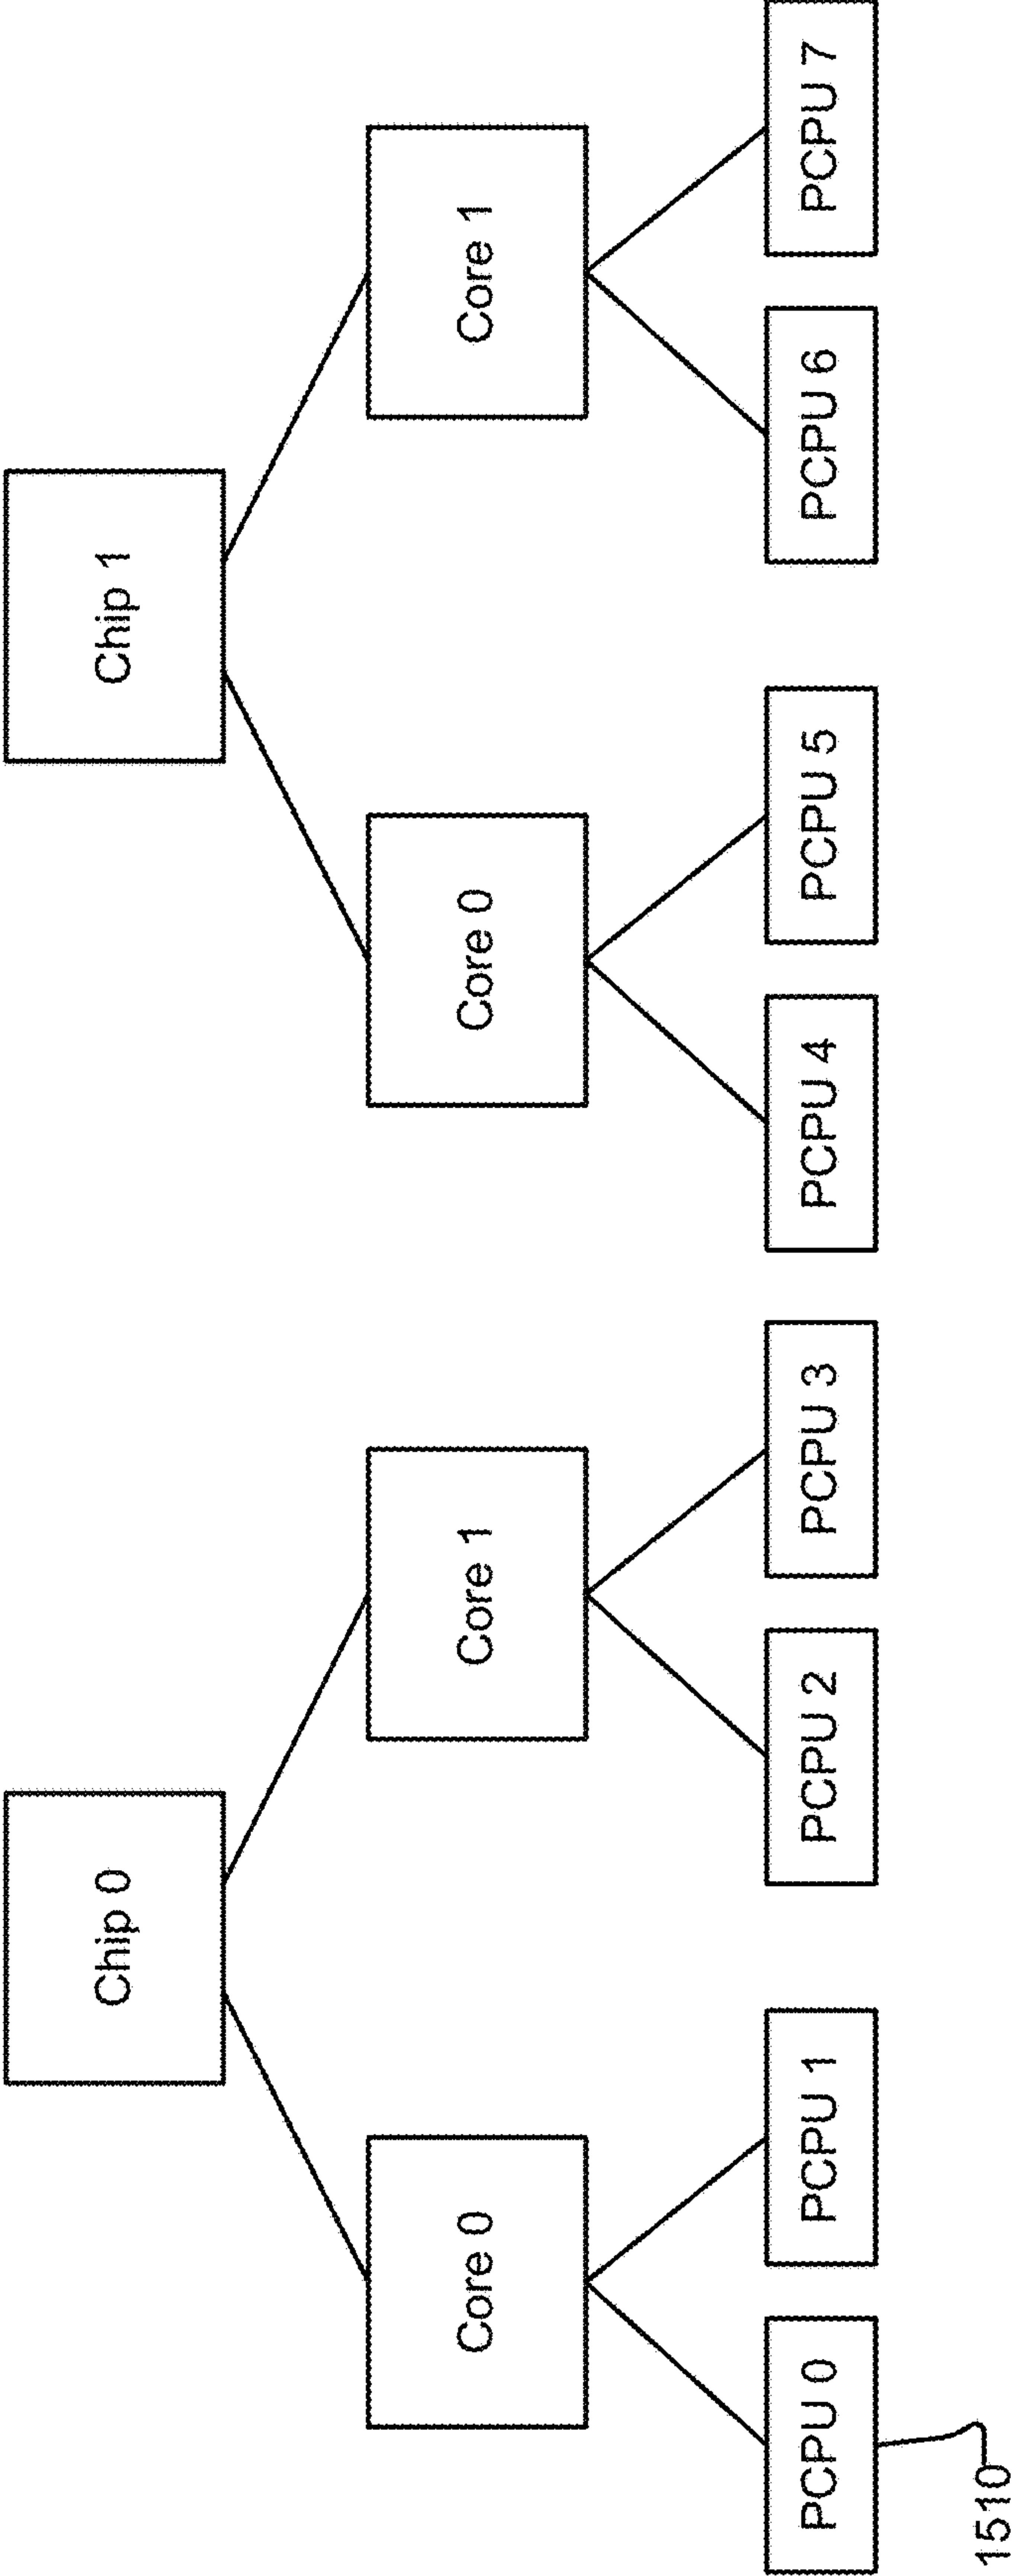 Chip 0
Chip 1
Core 0
Core 1
Core 0
Core 1
PCPU 0
PCPU 1
PCPU 2
PCPU 3
PCPU 4
PCPU 5
PCPU 6
PCPU 7
1510